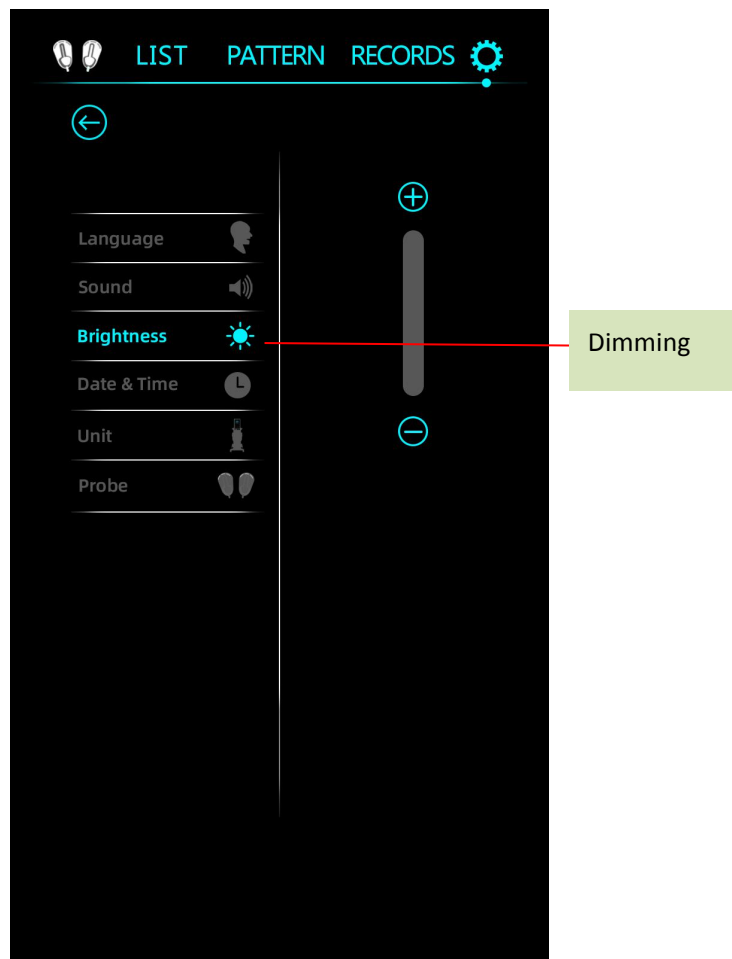 LIST PATTERN RECORDS
Language
Sound
Brightness
Dimming
Date & Time
Unit
Probe